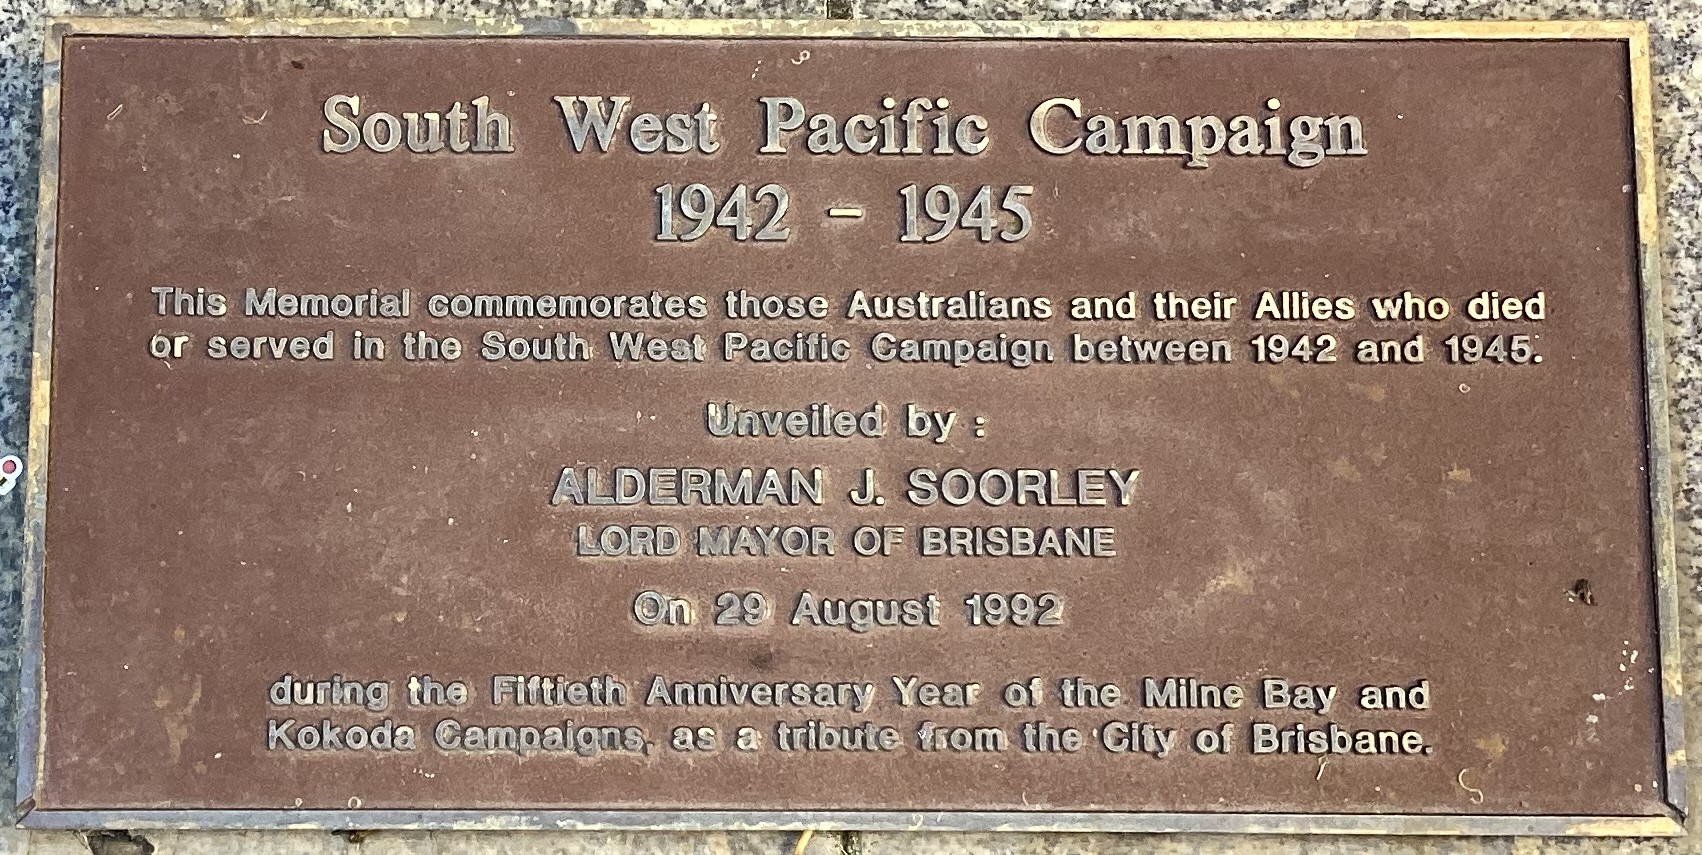 South West Pacific Campaign
1942 - 1945
This Memorial commemorates those Australians and their Allies who died
or served in the South West Pacific Campaign between 1942 and 1945.
Unveiled by :
ALDERMAN J. SOORLEY
LORD MAYOR OF BRISBANE
On 29 August 1992
during the Fiftieth Anniversary Year of the Milne Bay and
Kokoda Campaigns, as a tribute from the City of Brisbane.